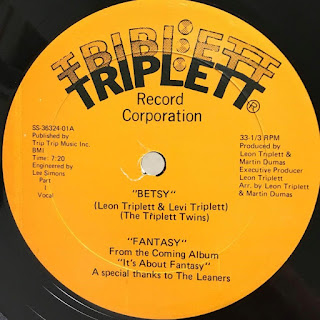 TRIPLETT
TRIPLETT®
Record
Corporation
SS-36324-01A
Published by
Trip Trip Music Inc.
BMI
Time: 7:20
Engineered by
Lee Simons
Part
I
Vocal
33-1/3 RPM
Produced by
Leon Triplett &
Martin Dumas
Executive Producer
Leon Triplett
Arr. by Leon Triplett
& Martin Dumas
"BETSY"
(Leon Triplett & Levi Triplett)
(The Triplett Twins)
"FANTASY"
From the Coming Album
"It's About Fantasy"
A special thanks to The Leaners